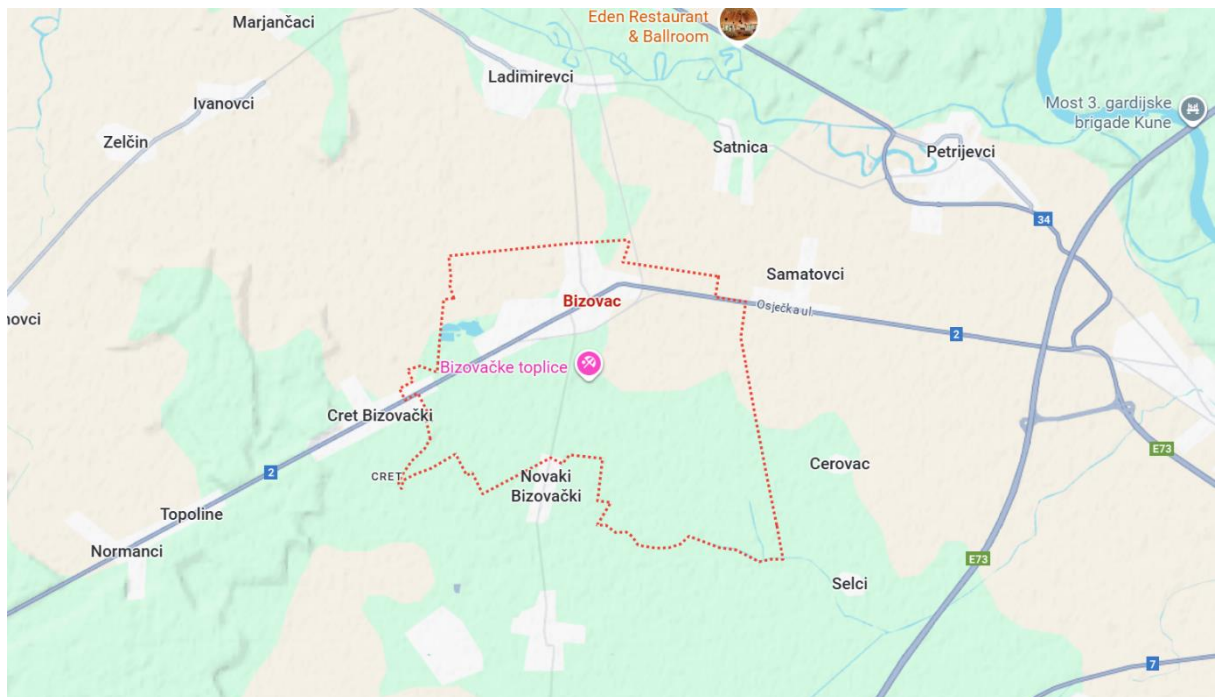 Eden Restaurant
& Ballroom
Marjančaci
Ladimirevci
Ivanovci
Most 3. gardijske
brigade Kune
Zelčin
Satnica
Petrijevci
34
Samatovci
Bizovac
Osječka ul.
novci
2
Bizovačke toplice
Cret Bizovački
E73
Cerovac
CRET
2
Novaki
Bizovački
Topoline
Normanci
E73
Selci
7